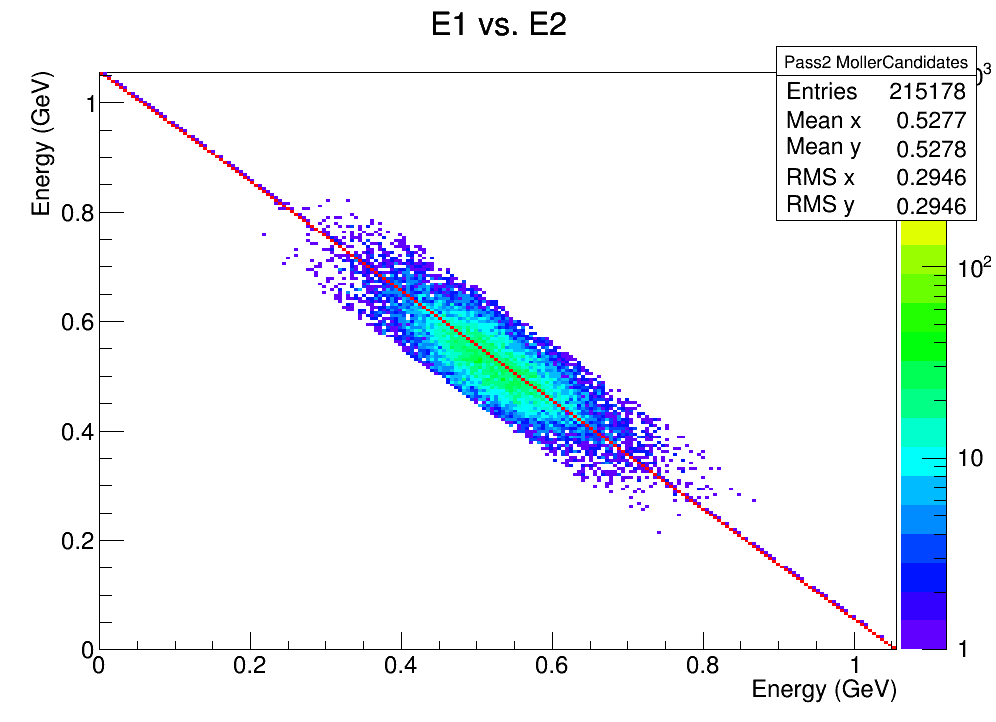 E1 vs. E2
Pass2 MollerCandidates
Entries 215178
Mean x 0.5277
Mean y 0.5278
RMS x 0.2946
RMS y 0.2946
Energy (GeV)
1
0.8
0.6
0.4
0.2
0
0 0.2 0.4 0.6 0.8 1
Energy (GeV)
10²
10
1